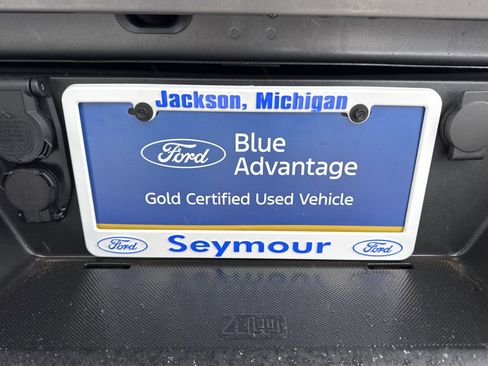 Jackson, Michigan
Ford
Blue
Advantage
Gold Certified Used Vehicle
Ford Seymour Ford